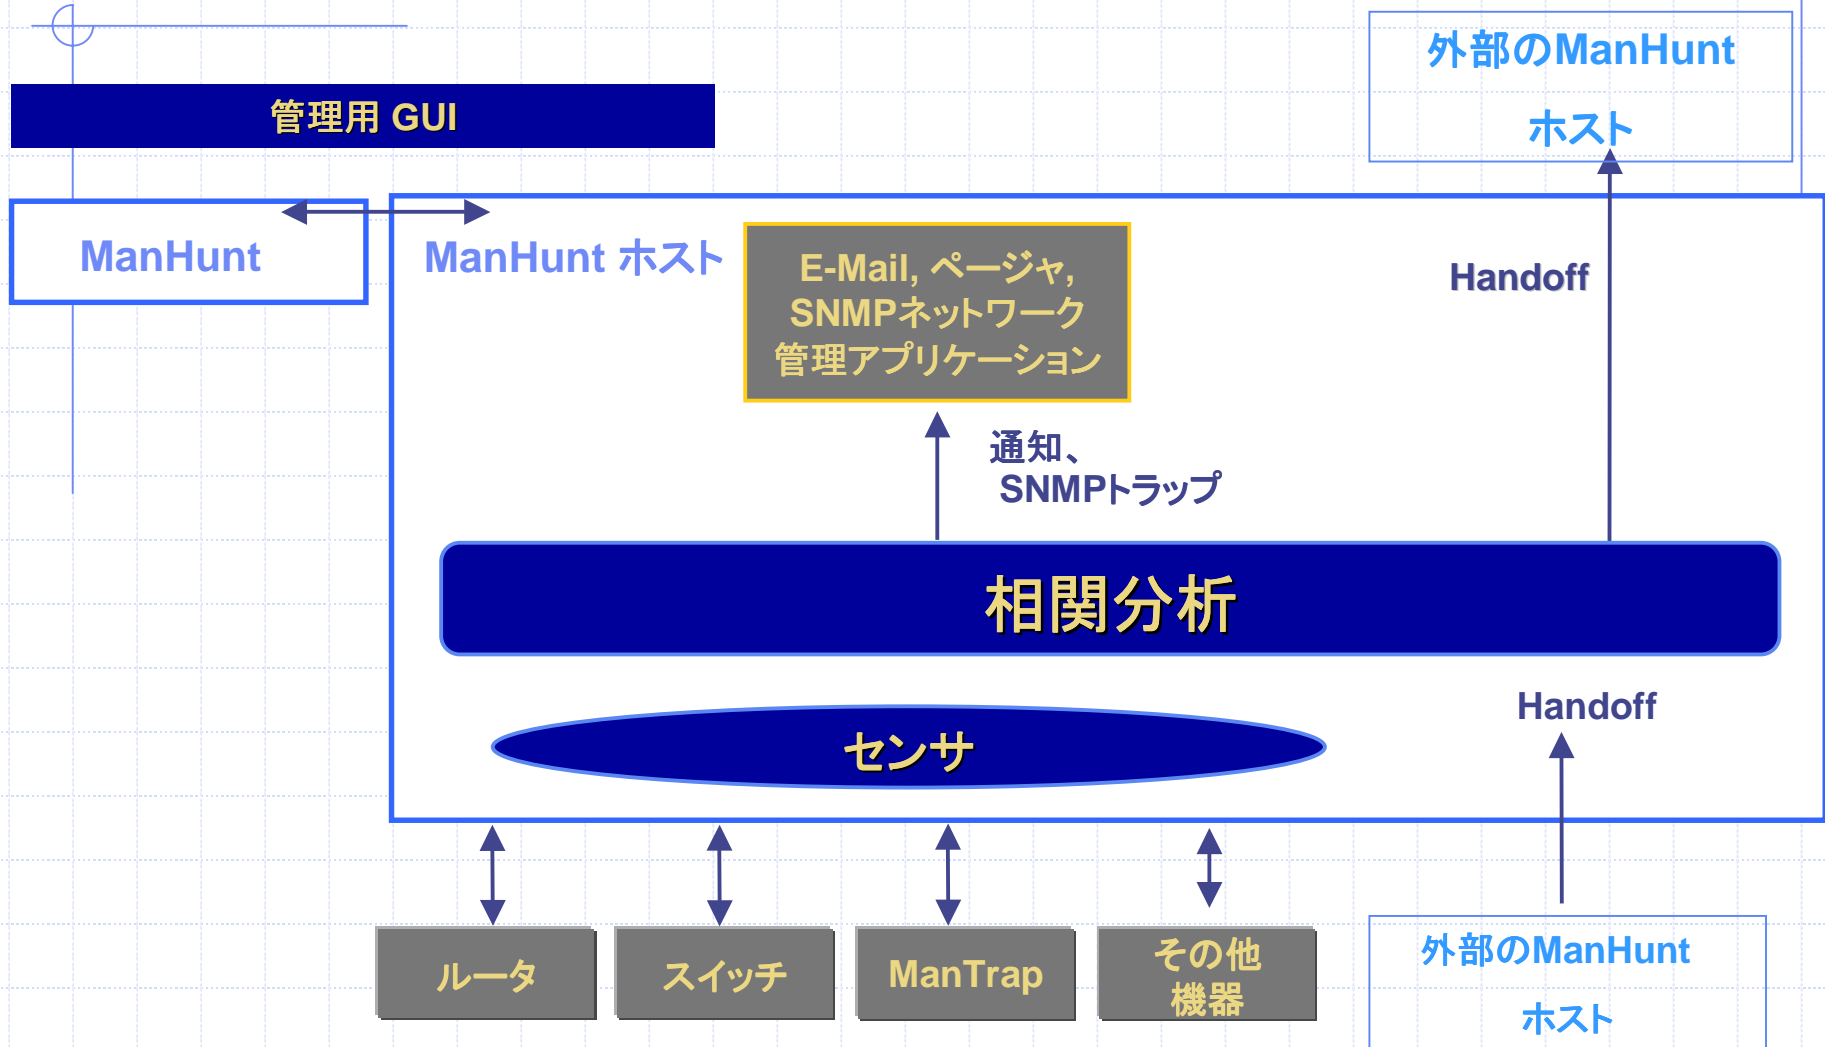 外部のManHunt
ホスト
管理用 GUI
ManHunt
ManHunt ホスト
E-Mail, ページャ,
SNMPネットワーク
管理アプリケーション
Handoff
通知、
SNMPトラップ
相関分析
Handoff
センサ
ルータ
スイッチ
ManTrap
その他
機器
外部のManHunt
ホスト